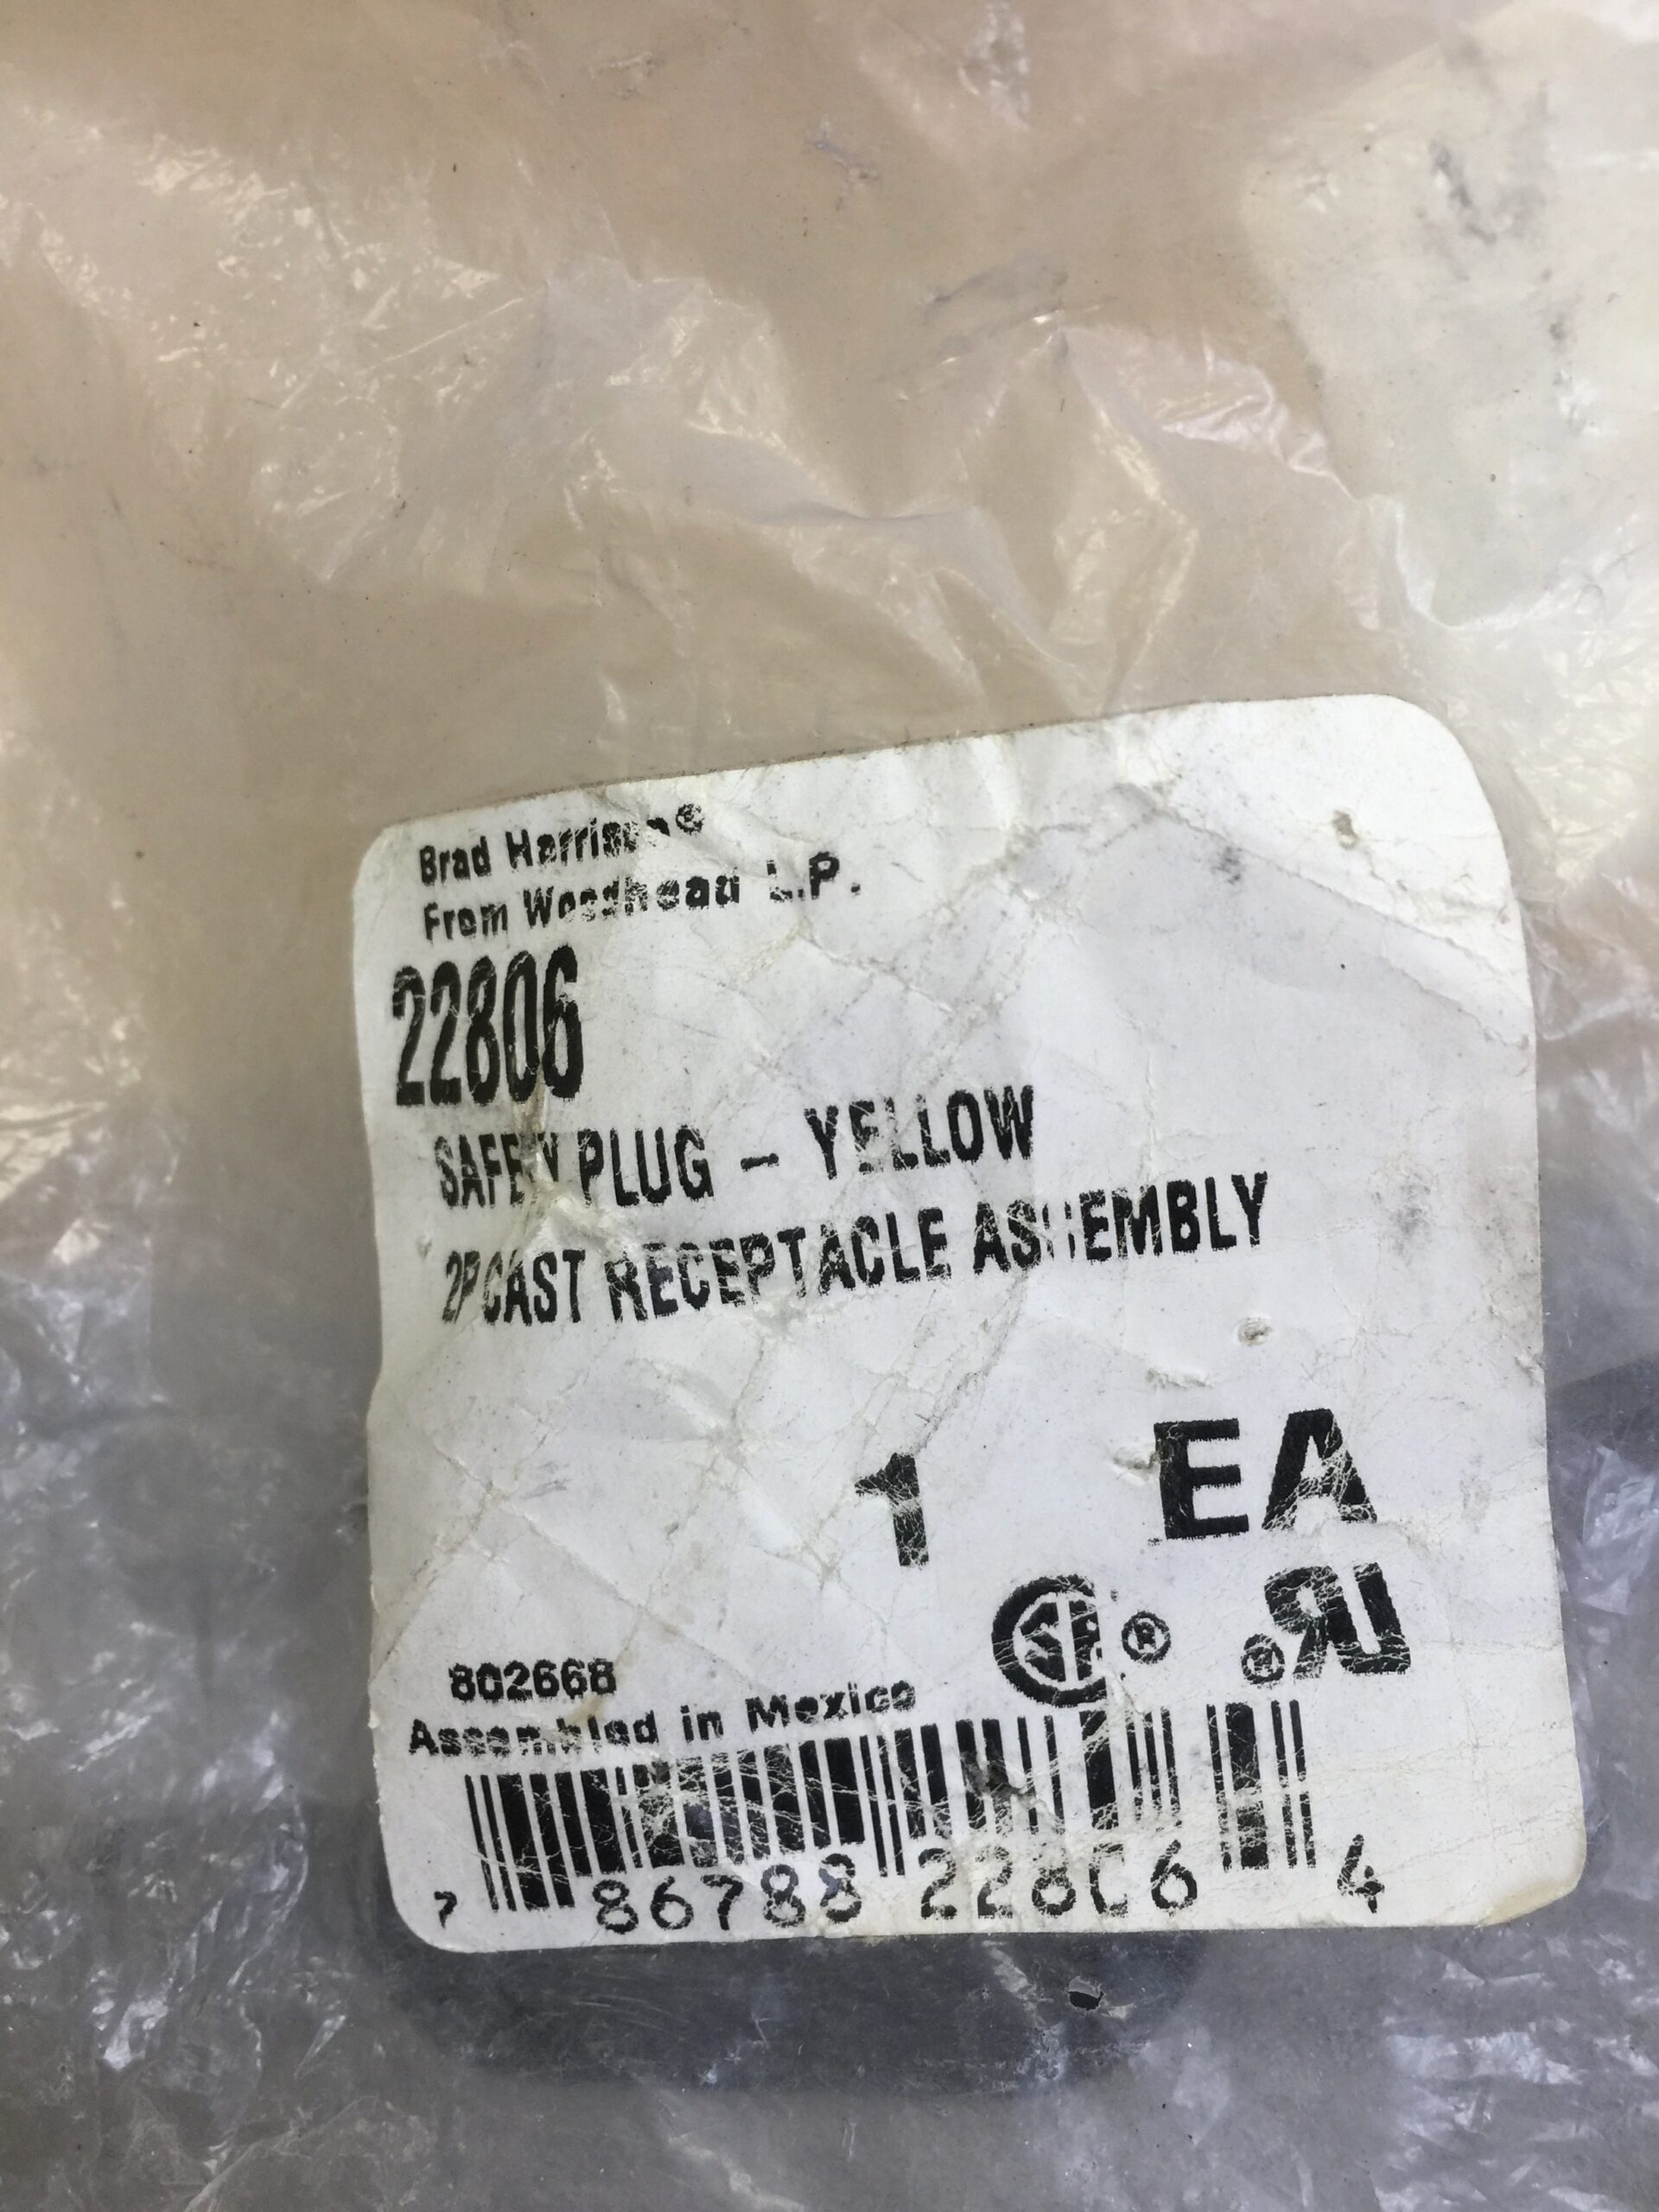 Brad Harrison®
From Woodhead L.P.
22806
SAFETY PLUG - YELLOW
2P CAST RECEPTACLE ASSEMBLY
1 EA
802668
Assembled in Mexico
7 86788 22806 4